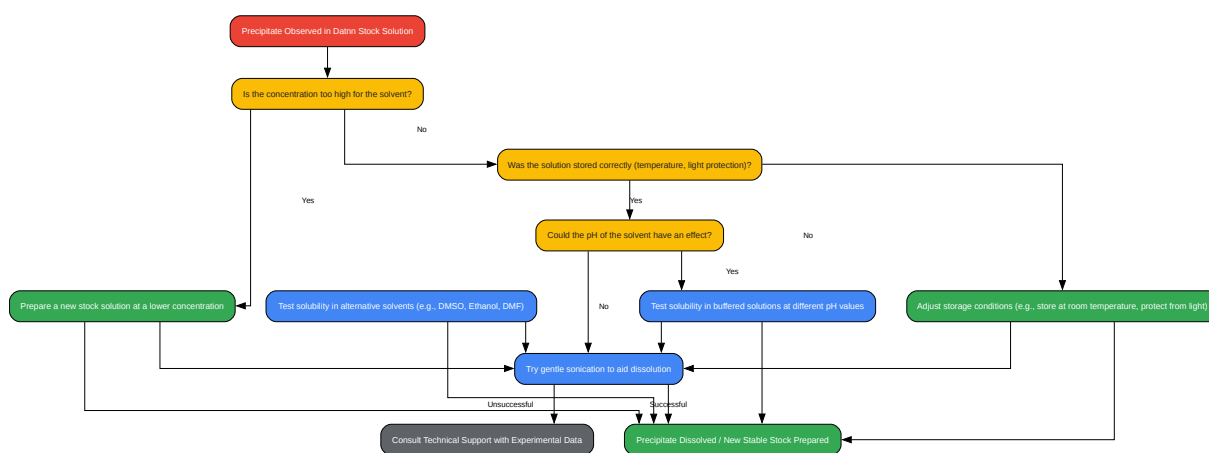 Precipitate Observed in Datnn Stock Solution
Is the concentration too high for the solvent?
No
Was the solution stored correctly (temperature, light protection)?
Yes
Yes
Could the pH of the solvent have an effect?
No
Yes
Prepare a new stock solution at a lower concentration
Test solubility in alternative solvents (e.g., DMSO, Ethanol, DMF)
No
Test solubility in buffered solutions at different pH values
Adjust storage conditions (e.g., store at room temperature, protect from light)
Try gentle sonication to aid dissolution
Unsuccessful
Successful
Consult Technical Support with Experimental Data
Precipitate Dissolved / New Stable Stock Prepared